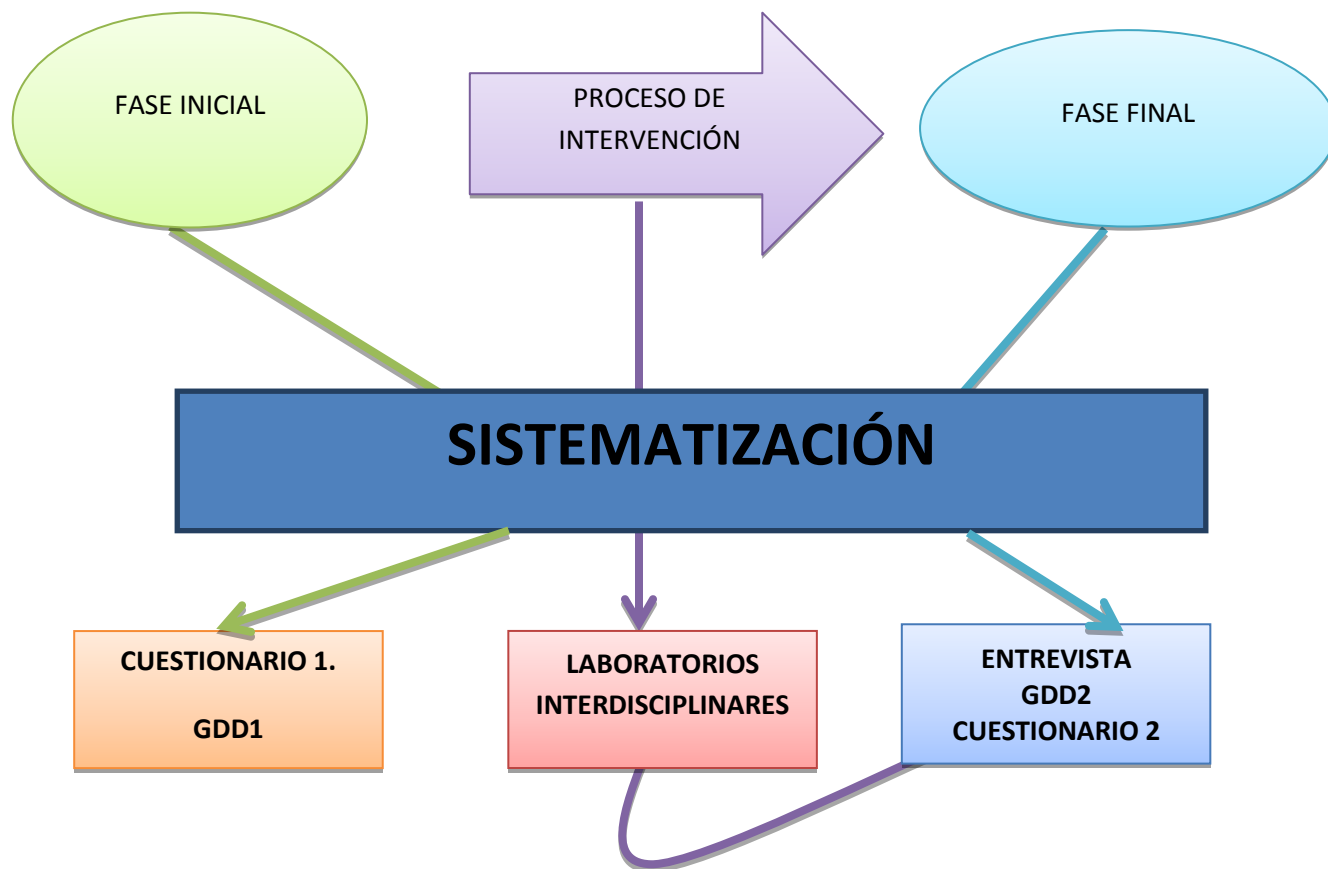 FASE INICIAL
PROCESO DE
INTERVENCIÓN
FASE FINAL
SISTEMATIZACIÓN
CUESTIONARIO 1.
GDD1
LABORATORIOS
INTERDISCIPLINARES
ENTREVISTA
GDD2
CUESTIONARIO 2